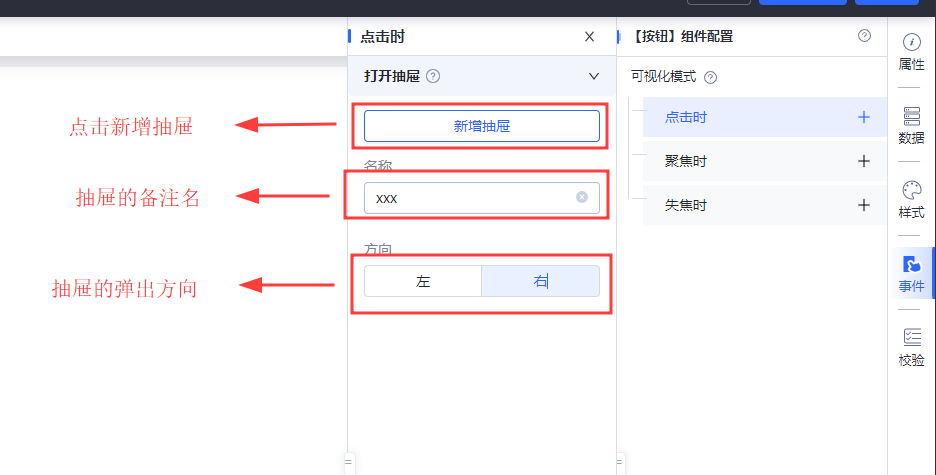 点击时
【按钮】组件配置
属性
打开抽屉
可视化模式
点击新增抽屉
新增抽屉
点击时
数据
名称
聚焦时
抽屉的备注名
xxx
失焦时
样式
方向
抽屉的弹出方向
左
右
事件
校验